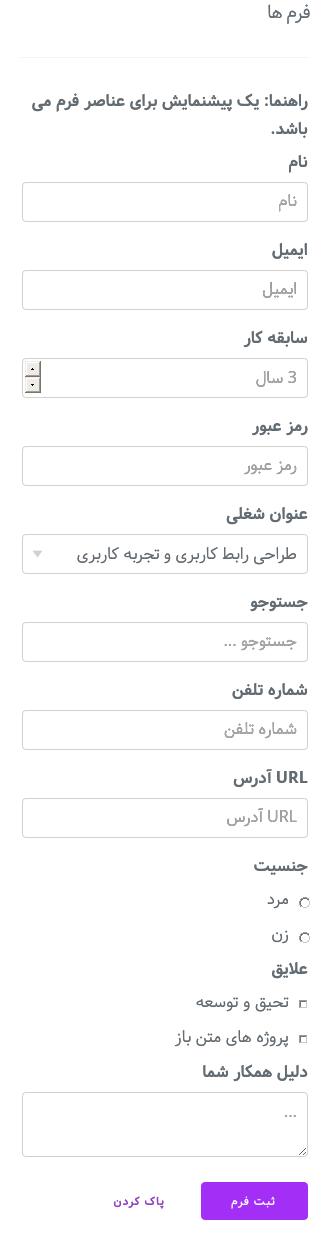 فرم ها
راهنما: یک پیشنمایش برای عناصر فرم می
باشد.
نام
نام
ایمیل
ایمیل
سابقه کار
3 سال
رمز عبور
رمز عبور
عنوان شغلی
طراحی رابط کاربری و تجربه کاربری
جستوجو
جستوجو ...
شماره تلفن
شماره تلفن
URL آدرس
URL آدرس
جنسیت
مرد
زن
علایق
تحیق و توسعه
پروژه های متن باز
دلیل همکار شما
...
ثبت فرم
پاک کردن